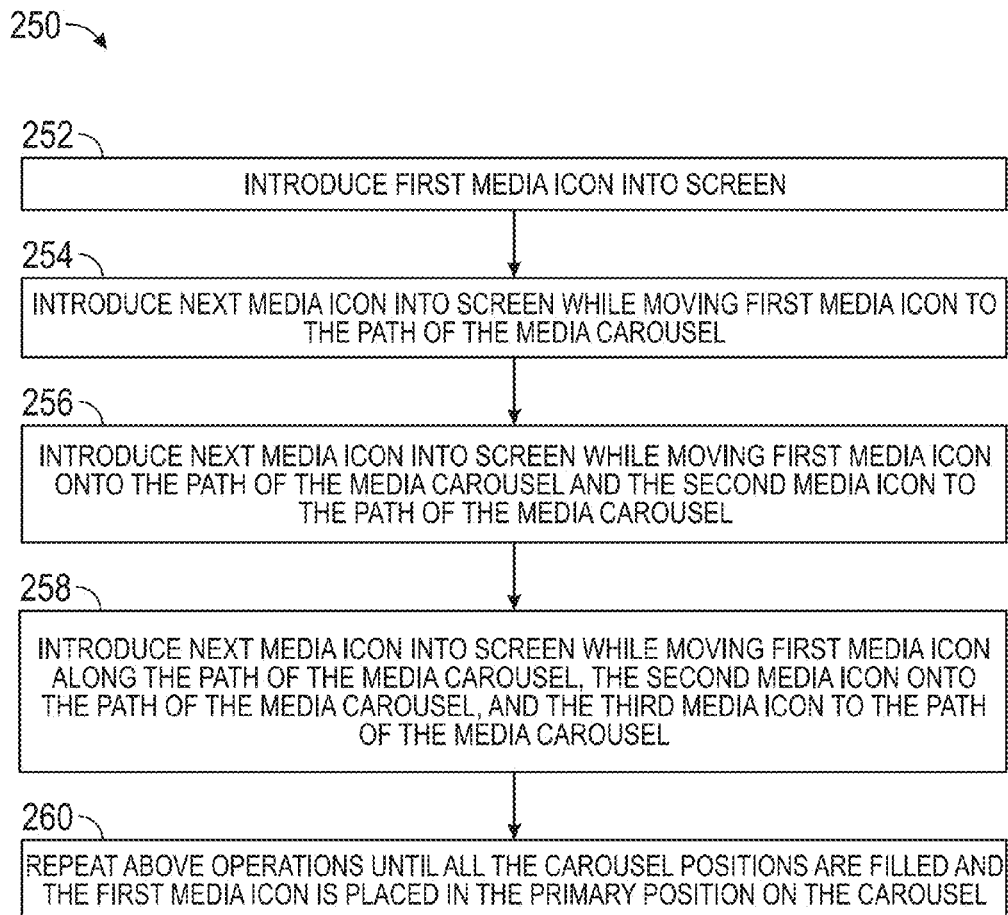 250
252
INTRODUCE FIRST MEDIA ICON INTO SCREEN
254
INTRODUCE NEXT MEDIA ICON INTO SCREEN WHILE MOVING FIRST MEDIA ICON TO
THE PATH OF THE MEDIA CAROUSEL
256
INTRODUCE NEXT MEDIA ICON INTO SCREEN WHILE MOVING FIRST MEDIA ICON
ONTO THE PATH OF THE MEDIA CAROUSEL AND THE SECOND MEDIA ICON TO
THE PATH OF THE MEDIA CAROUSEL
258
INTRODUCE NEXT MEDIA ICON INTO SCREEN WHILE MOVING FIRST MEDIA ICON
ALONG THE PATH OF THE MEDIA CAROUSEL, THE SECOND MEDIA ICON ONTO
THE PATH OF THE MEDIA CAROUSEL, AND THE THIRD MEDIA ICON TO THE PATH
OF THE MEDIA CAROUSEL
260
REPEAT ABOVE OPERATIONS UNTIL ALL THE CAROUSEL POSITIONS ARE FILLED AND
THE FIRST MEDIA ICON IS PLACED IN THE PRIMARY POSITION ON THE CAROUSEL